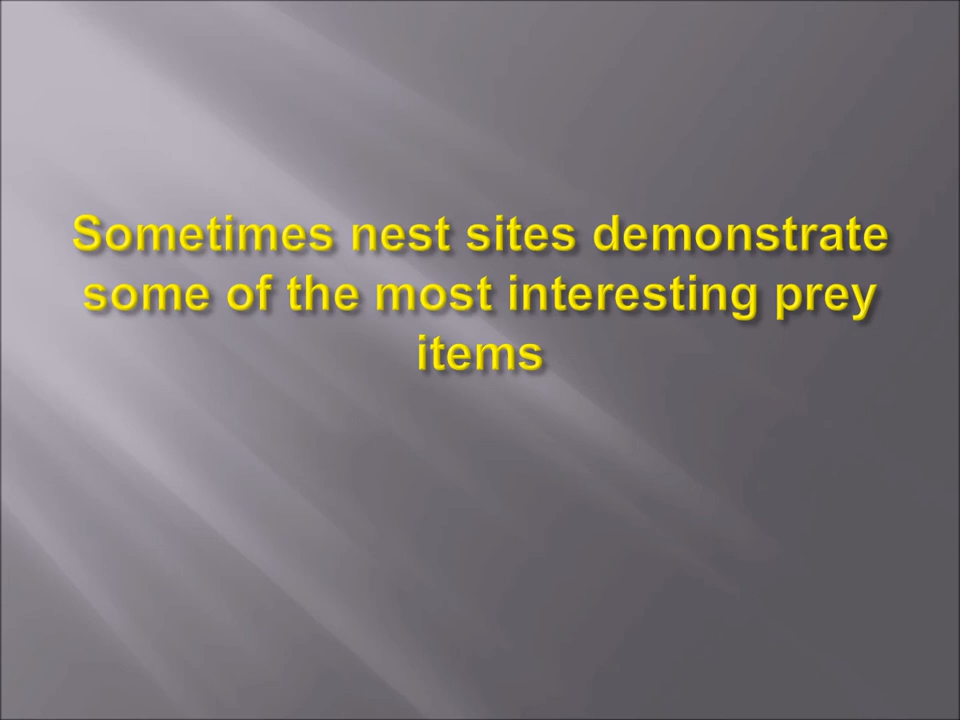 Sometimes nest sites demonstrate
some of the most interesting prey
items